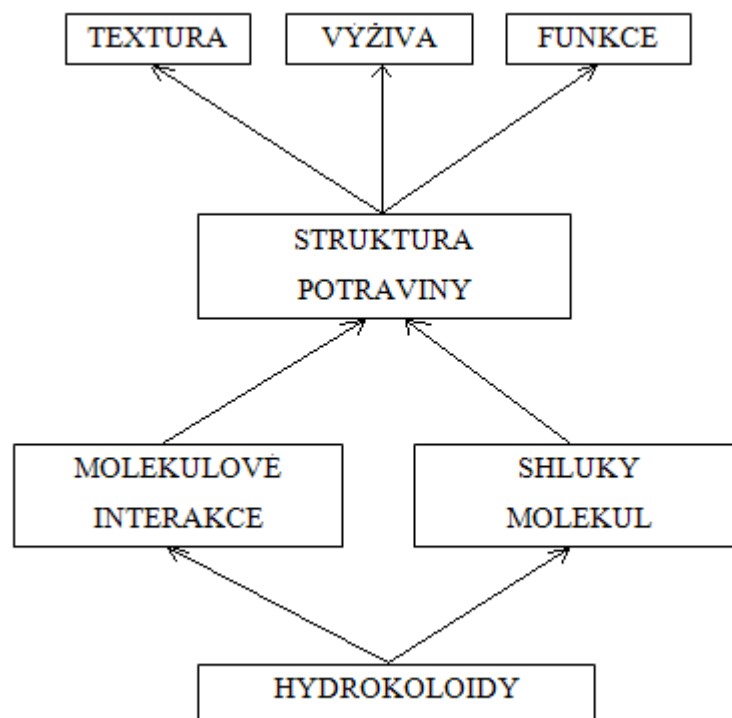 TEXTURA
VÝŽIVA
FUNKCE
STRUKTURA
POTRAVINY
MOLEKULOVÉ
INTERAKCE
SHLUKY
MOLEKUL
HYDROKOLOIDY